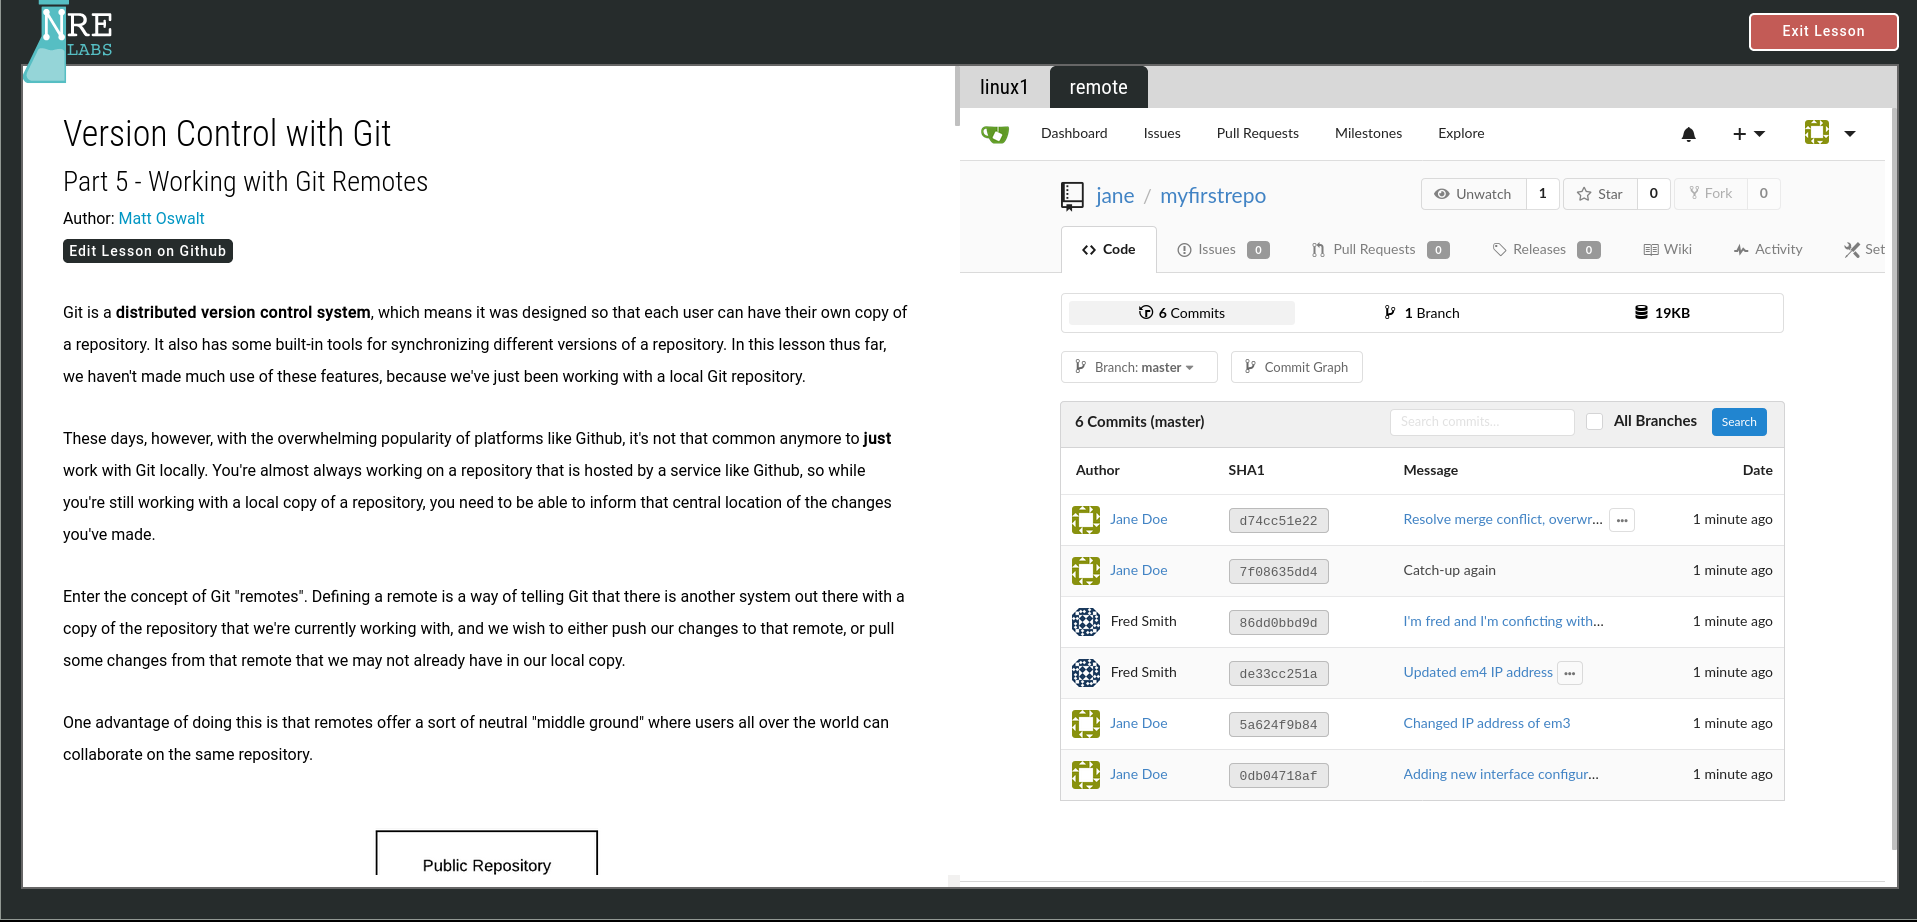 NRE
LABS
Exit Lesson
Version Control with Git
Part 5 - Working with Git Remotes
Author: Matt Oswalt
Edit Lesson on Github
Git is a distributed version control system, which means it was designed so that each user can have their own copy of
a repository. It also has some built-in tools for synchronizing different versions of a repository. In this lesson thus far,
we haven't made much use of these features, because we've just been working with a local Git repository.
These days, however, with the overwhelming popularity of platforms like Github, it's not that common anymore to just
work with Git locally. You're almost always working on a repository that is hosted by a service like Github, so while
you're still working with a local copy of a repository, you need to be able to inform that central location of the changes
you've made.
Enter the concept of Git "remotes". Defining a remote is a way of telling Git that there is another system out there with a
copy of the repository that we're currently working with, and we wish to either push our changes to that remote, or pull
some changes from that remote that we may not already have in our local copy.
One advantage of doing this is that remotes offer a sort of neutral "middle ground" where users all over the world can
collaborate on the same repository.
Public Repository
linux1 remote
Dashboard Issues Pull Requests Milestones Explore
jane / myfirstrepo Unwatch 1 Star 0 Fork 0
Code Issues 0 Pull Requests 0 Releases 0 Wiki Activity Set
6 Commits 1 Branch 19KB
Branch: master Commit Graph
6 Commits (master) Search commits... All Branches Search
Author SHA1 Message Date
Jane Doe d74cc51e22 Resolve merge conflict, overwr... ... 1 minute ago
Jane Doe 7f08635dd4 Catch-up again 1 minute ago
Fred Smith 86dd0bbd9d I'm fred and I'm conficting with... 1 minute ago
Fred Smith de33cc251a Updated em4 IP address ... 1 minute ago
Jane Doe 5a624f9b84 Changed IP address of em3 1 minute ago
Jane Doe 0db04718af Adding new interface configur... 1 minute ago